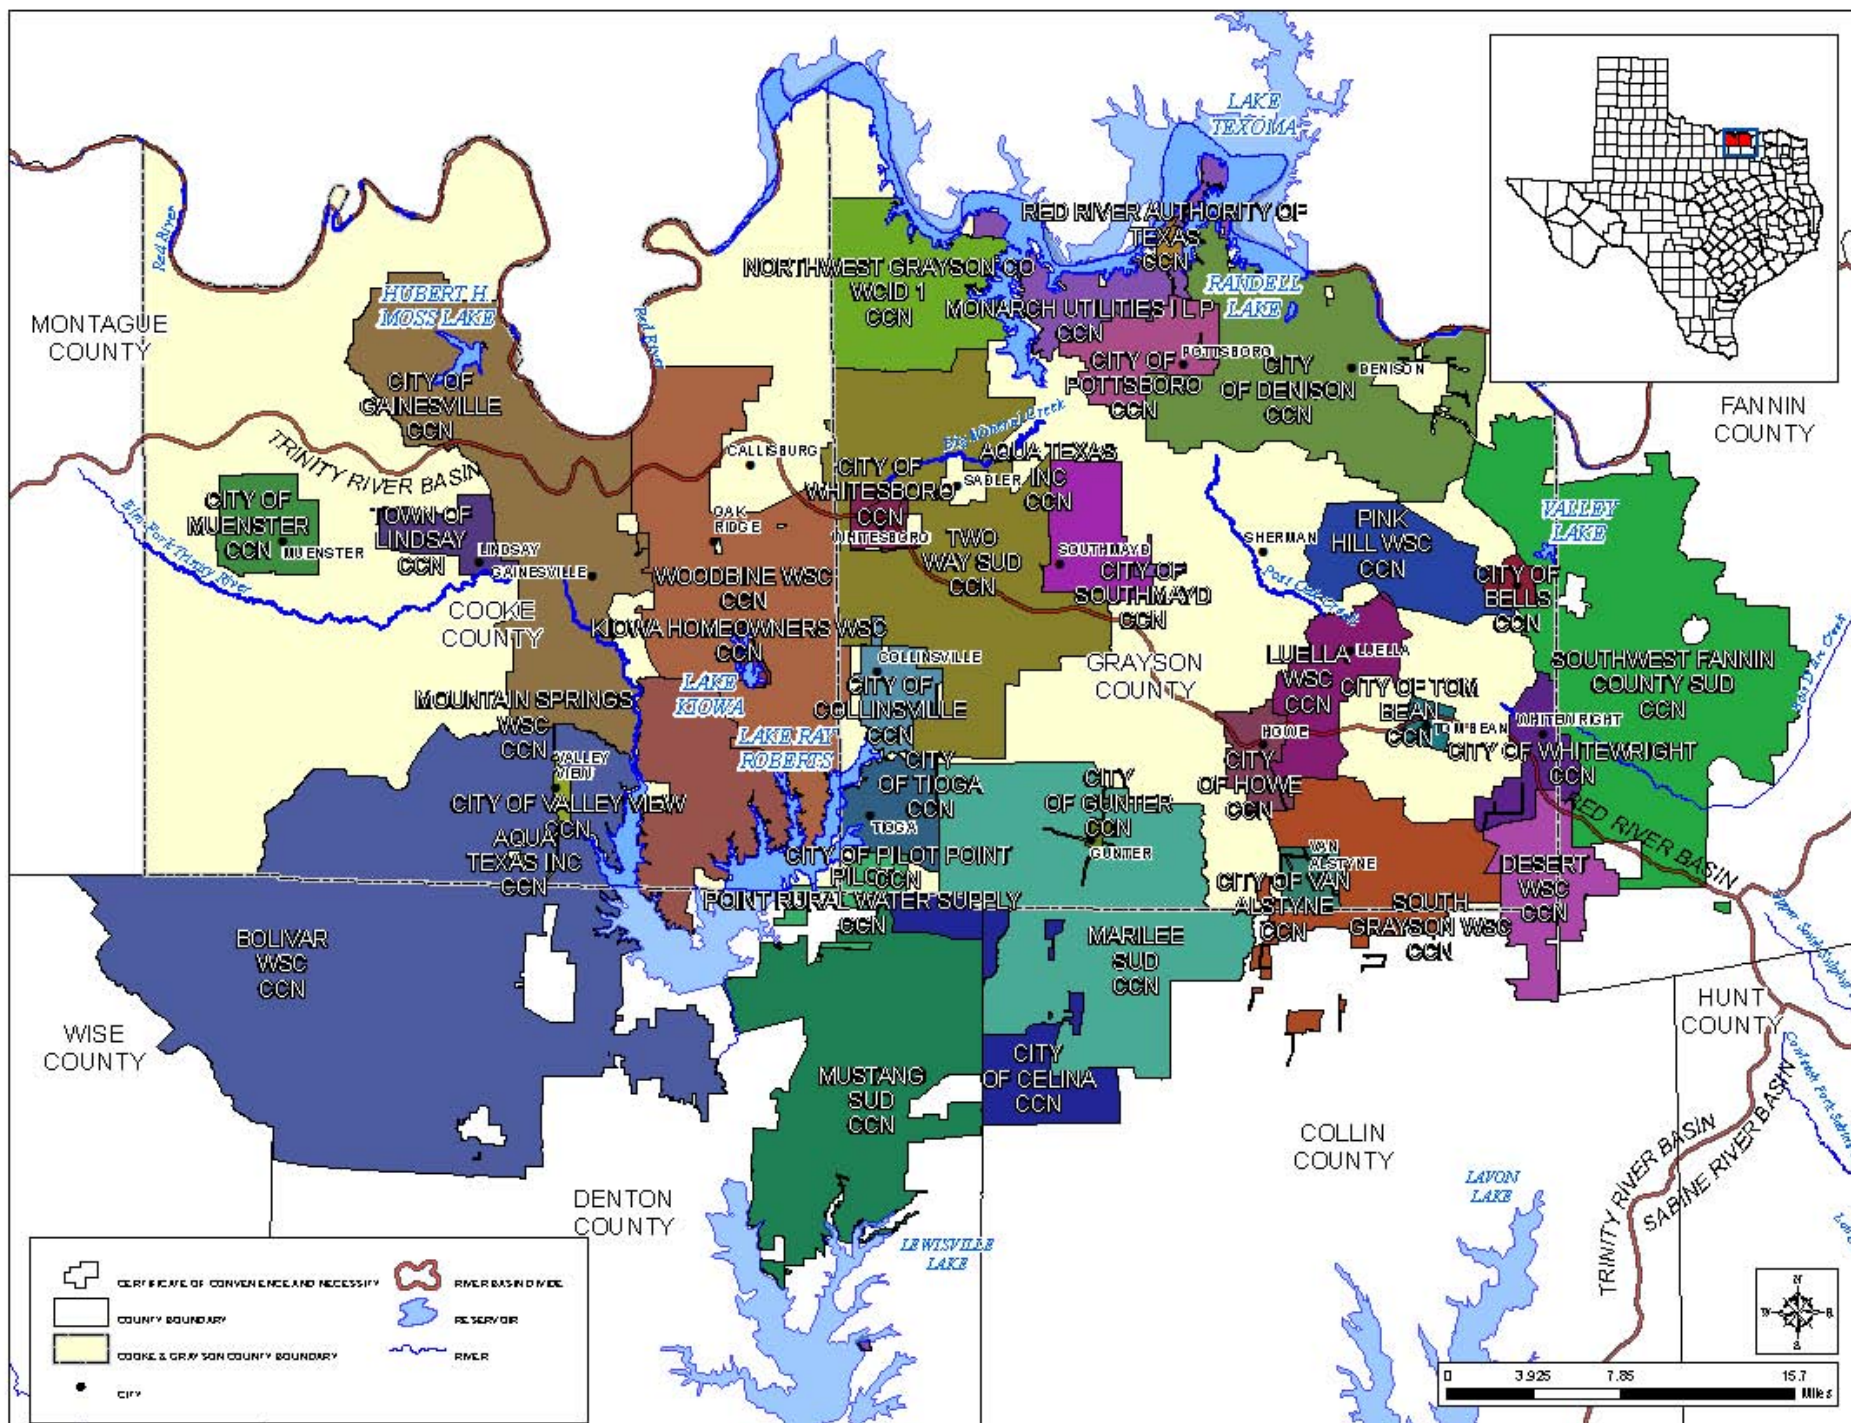 LAKE
TEXOMA
Red River
RED RIVER AUTHORITY OF
TEXAS
CCN
NORTHWEST GRAYSON CO
WCID 1
CCN
HUBERT H.
MOSS LAKE
MONARCH UTILITIES I L P
CCN
RANDELL
LAKE
MONTAGUE
COUNTY
Red River
CITY OF
GAINESVILLE
CCN
CITY OF
POTTSBORO
CCN
POTTSBORO
CITY
OF DENISON
CCN
DENISON
FANNIN
COUNTY
TRINITY RIVER BASIN
CALLISBURG
Big Mineral Creek
CITY OF
WHITESBORO
CCN
WHITESBORO
AQUA TEXAS
INC
CCN
SADLER
CITY OF
MUENSTER
CCN
MUENSTER
TOWN OF
LINDSAY
CCN
LINDSAY
GAINESVILLE
OAK
RIDGE
Elm Fork Trinity River
TWO
WAY SUD
CCN
SOUTHMAYD
CITY OF
SOUTHMAYD
CCN
SHERMAN
Post Oak Creek
PINK
HILL WSC
CCN
VALLEY
LAKE
CITY OF
BELLS
CCN
COOKE
COUNTY
WOODBINE WSC
CCN
KIOWA HOMEOWNERS WSC
CCN
LAKE
KIOWA
COLLINSVILLE
CITY OF
COLLINSVILLE
CCN
GRAYSON
COUNTY
LUELLA
WSC
CCN
LUELLA
CITY OF TOM
BEAN
CCN
TOM BEAN
SOUTHWEST FANNIN
COUNTY SUD
CCN
Bois D'Arc Creek
WHITEWRIGHT
CITY OF WHITEWRIGHT
CCN
MOUNTAIN SPRINGS
WSC
CCN
LAKE RAY
ROBERTS
HOWE
CITY
OF HOWE
CCN
VALLEY
VIEW
CITY OF VALLEY VIEW
CCN
CITY
OF TIOGA
CCN
TIOGA
CITY
OF GUNTER
CCN
GUNTER
RED RIVER BASIN
AQUA
TEXAS INC
CCN
CITY OF PILOT POINT
CCN
PILOT
POINT RURAL WATER SUPPLY
CCN
VAN
ALSTYNE
CITY OF VAN
ALSTYNE
CCN
SOUTH
GRAYSON WSC
CCN
DESERT
WSC
CCN
BOLIVAR
WSC
CCN
MARILEE
SUD
CCN
WISE
COUNTY
HUNT
COUNTY
MUSTANG
SUD
CCN
CITY
OF CELINA
CCN
COLLIN
COUNTY
TRINITY RIVER BASIN
SABINE RIVER BASIN
DENTON
COUNTY
LAVON
LAKE
LEWISVILLE
LAKE
CERTIFICATE OF CONVENIENCE AND NECESSITY
RIVER BASIN DIVIDE
COUNTY BOUNDARY
RESERVOIR
COOKE & GRAYSON COUNTY BOUNDARY
RIVER
CITY
N
W
E
S
0 3.925 7.85 15.7
Miles